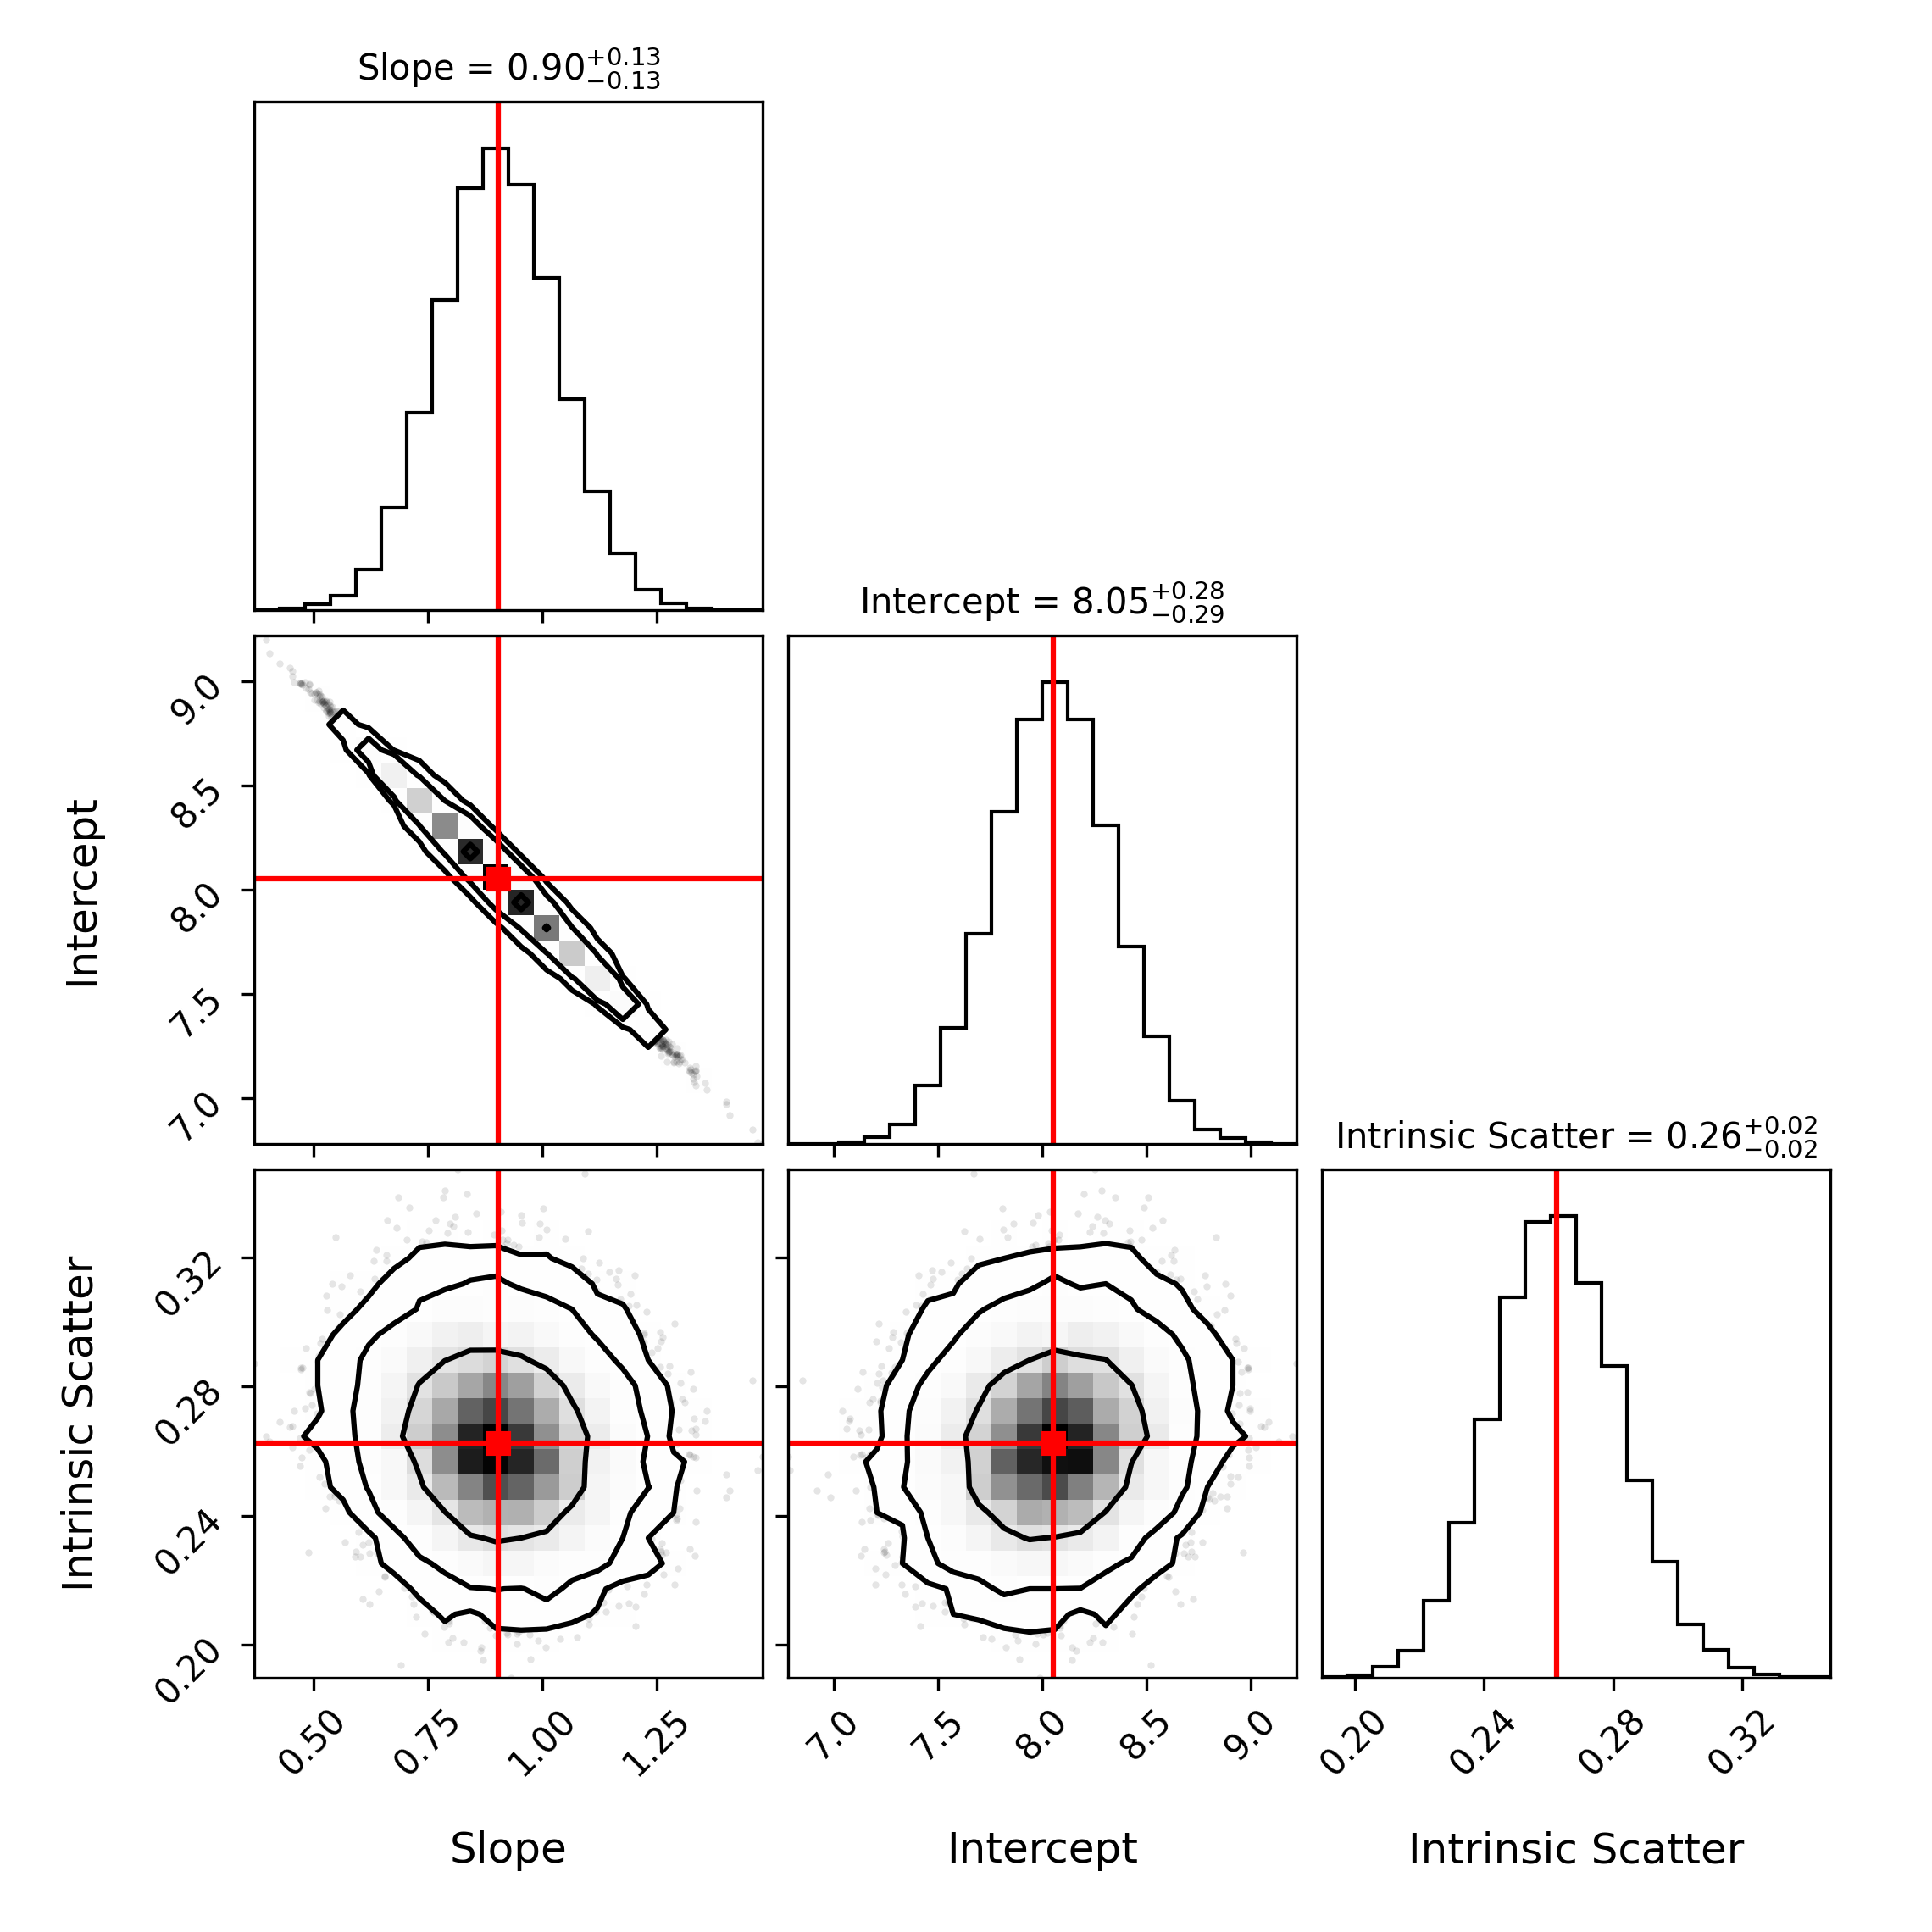 Slope = 0.90 +0.13 −0.13
Intercept = 8.05 +0.28 −0.29
Intrinsic Scatter = 0.26 +0.02 −0.02
Intercept
9.0
8.5
8.0
7.5
7.0
Intrinsic Scatter
0.32
0.28
0.24
0.20
0.50 0.75 1.00 1.25
7.0 7.5 8.0 8.5 9.0
0.20 0.24 0.28 0.32
Slope
Intercept
Intrinsic Scatter